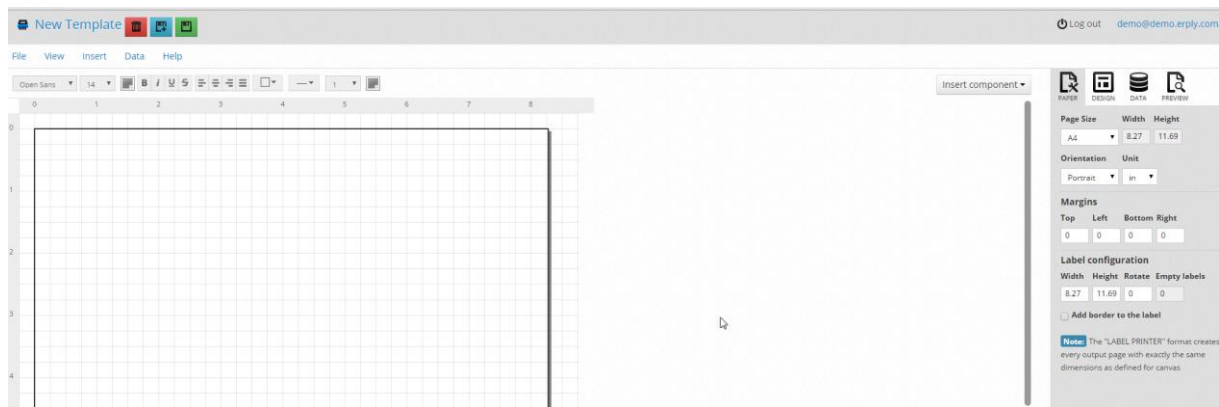 New Template
Log out demo@demo.erply.com
File View Insert Data Help
Open Sans 14 B I U S 1 Insert component
PAPER DESIGN DATA PREVIEW
0 1 2 3 4 5 6 7 8
0
1
2
3
4
Page Size Width Height
A4 8.27 11.69
Orientation Unit
Portrait in
Margins
Top Left Bottom Right
0 0 0 0
Label configuration
Width Height Rotate Empty labels
8.27 11.69 0 0
Add border to the label
Note: The "LABEL PRINTER" format creates
every output page with exactly the same
dimensions as defined for canvas